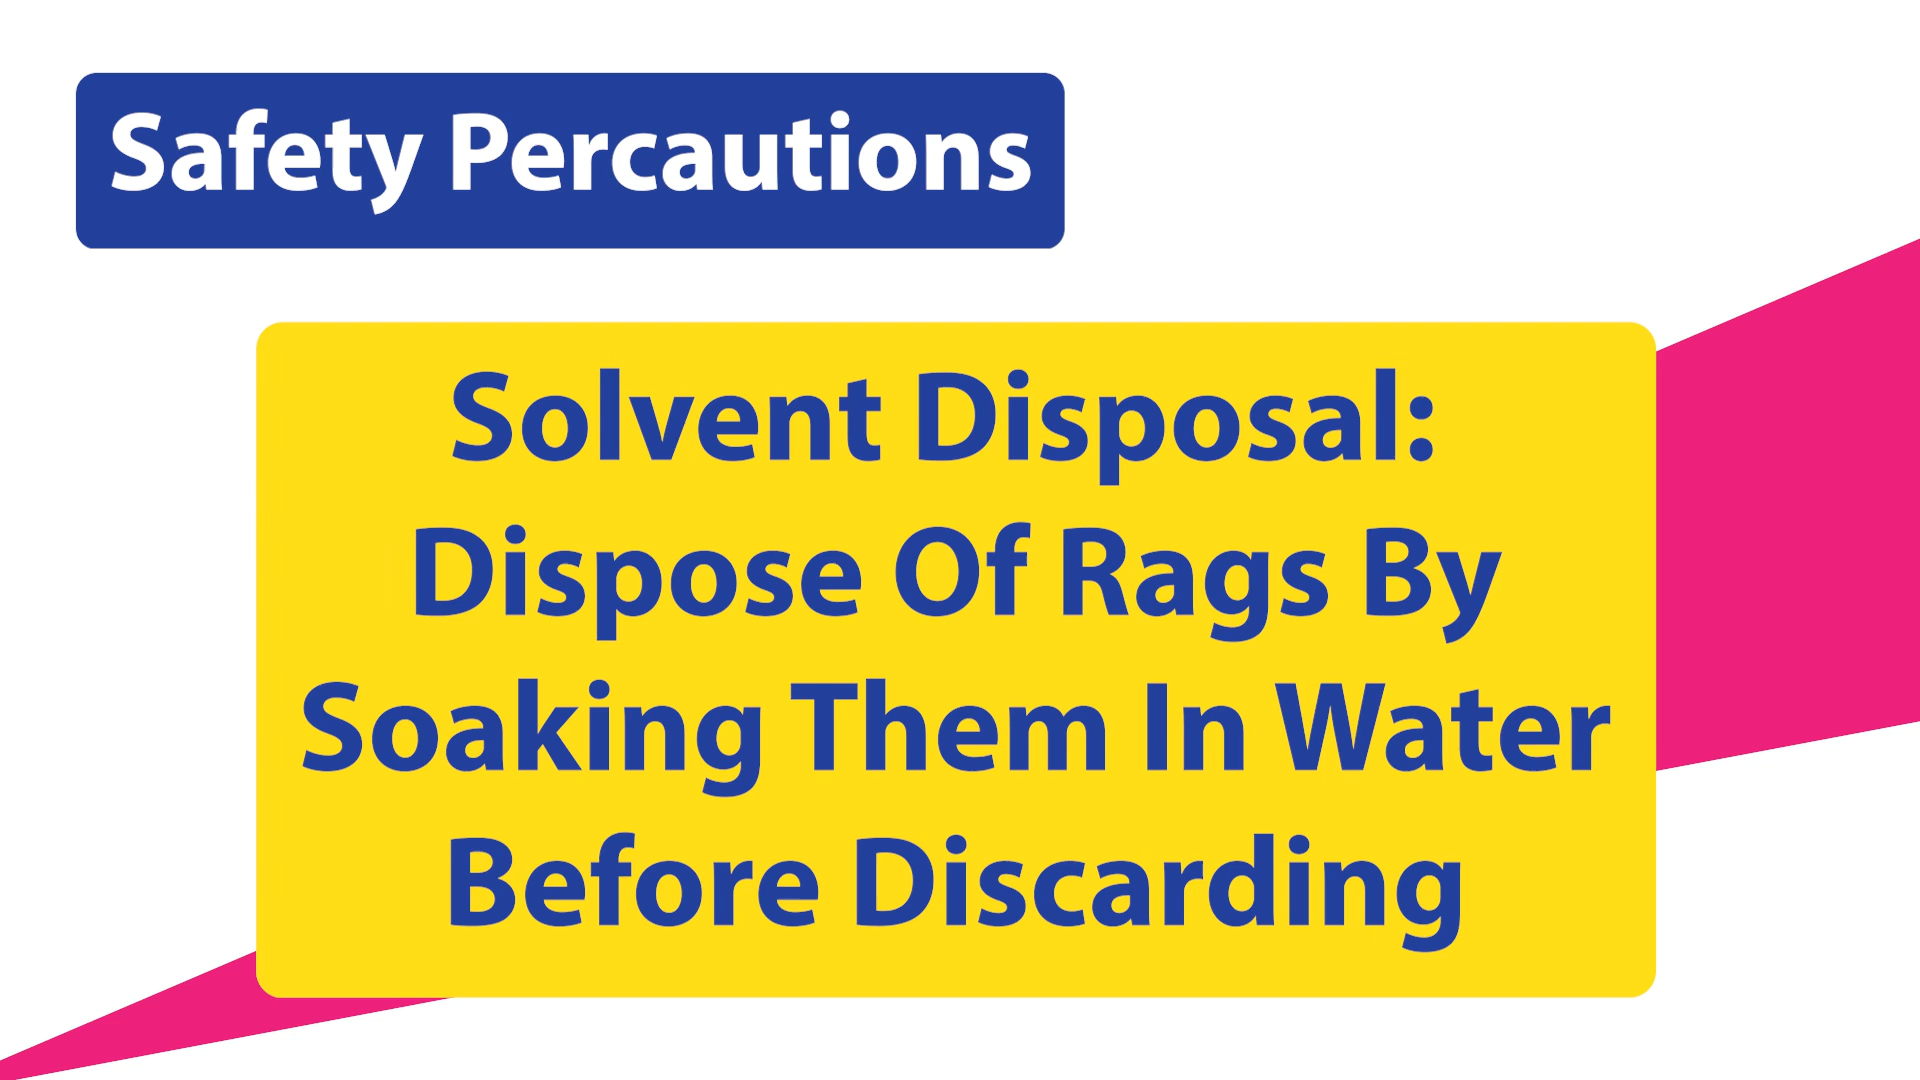 Safety Percautions
Solvent Disposal:
Dispose Of Rags By
Soaking Them In Water
Before Discarding